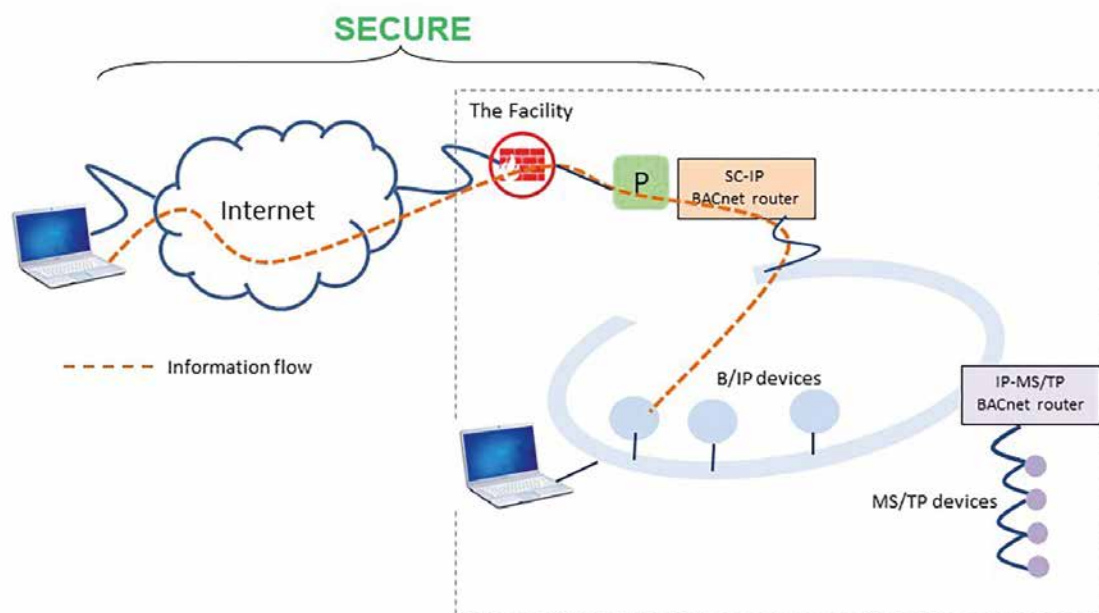 SECURE
The Facility
P
SC-IP
BACnet router
Internet
Information flow
B/IP devices
IP-MS/TP
BACnet router
MS/TP devices